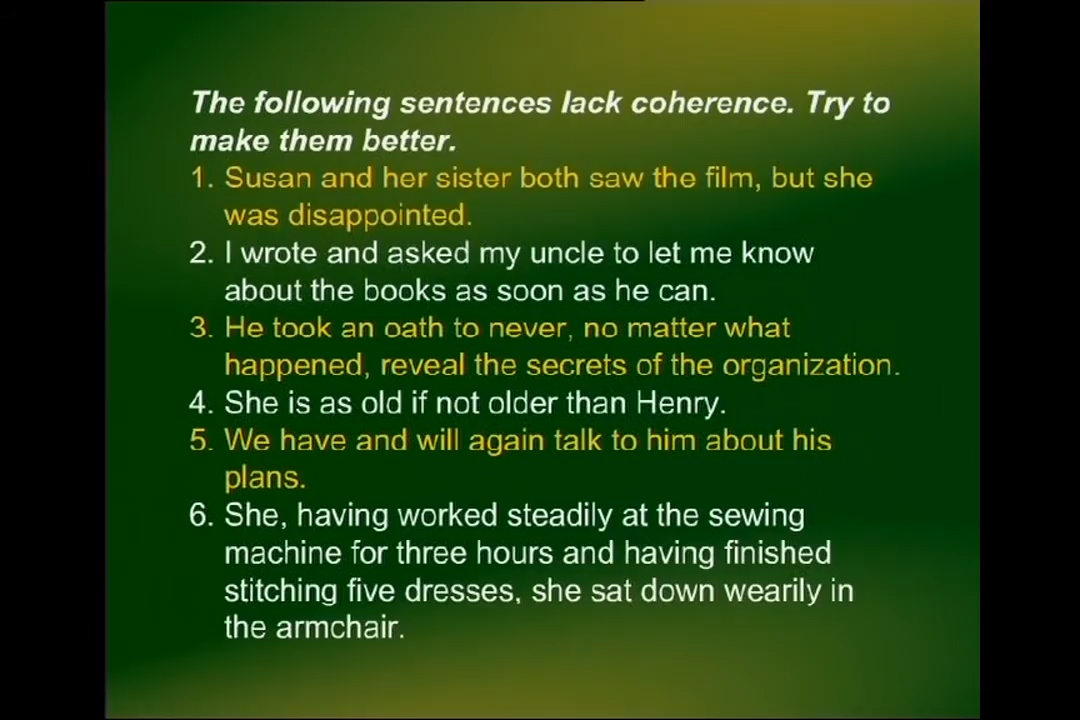 The following sentences lack coherence. Try to
make them better.
1. Susan and her sister both saw the film, but she
was disappointed.
2. I wrote and asked my uncle to let me know
about the books as soon as he can.
3. He took an oath to never, no matter what
happened, reveal the secrets of the organization.
4. She is as old if not older than Henry.
5. We have and will again talk to him about his
plans.
6. She, having worked steadily at the sewing
machine for three hours and having finished
stitching five dresses, she sat down wearily in
the armchair.